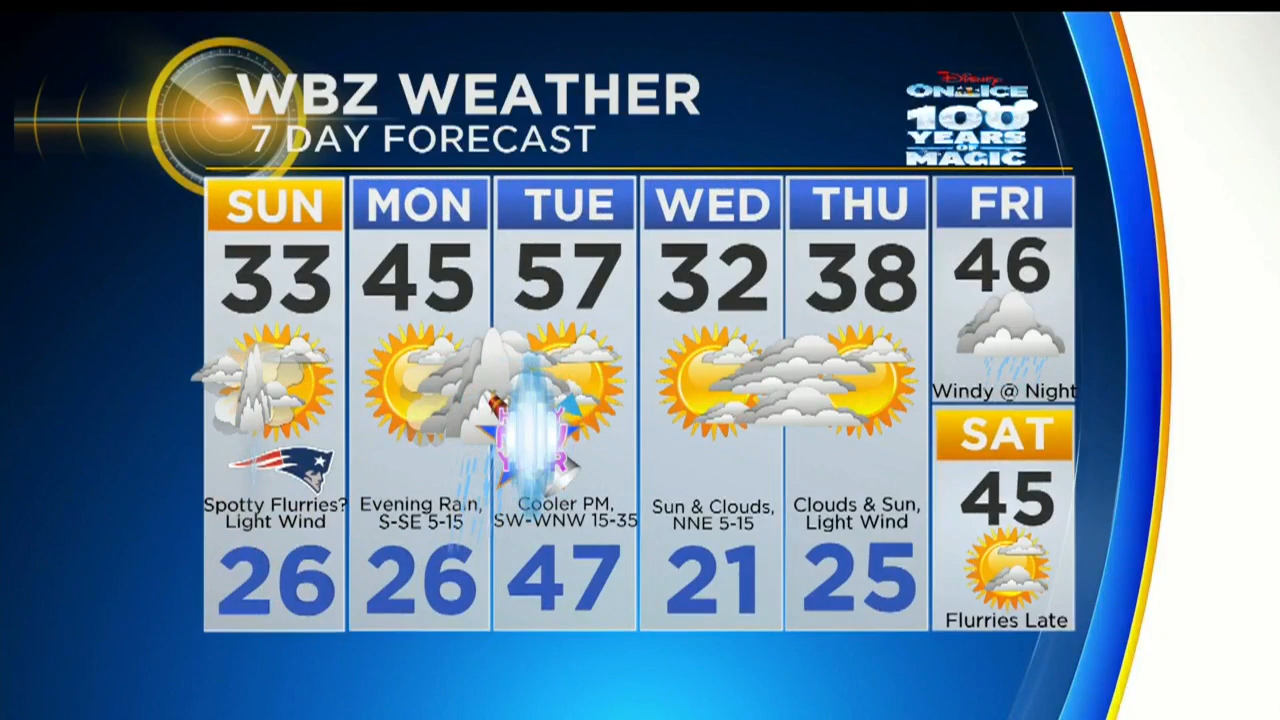 WBZ WEATHER
7 DAY FORECAST
Disney
ON ICE
100
YEARS
OF
MAGIC
SUN
33
Spotty Flurries?
Light Wind
26
MON
45
Evening Rain,
S-SE 5-15
26
TUE
57
Cooler PM,
SW-WNW 15-35
47
WED
32
Sun & Clouds,
NNE 5-15
21
THU
38
Clouds & Sun,
Light Wind
25
FRI
46
Windy @ Night
SAT
45
Flurries Late